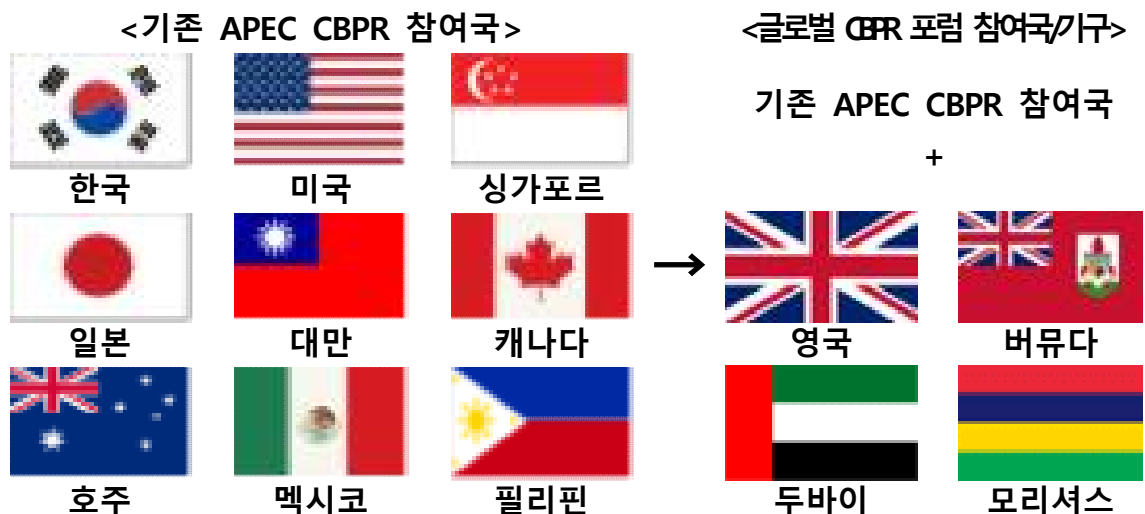 <기존 APEC CBPR 참여국>
<글로벌 CBPR 포럼 참여국/기구>
한국 미국 싱가포르
기존 APEC CBPR 참여국
+
일본 대만 캐나다
→
영국 버뮤다
호주 멕시코 필리핀
두바이 모리셔스